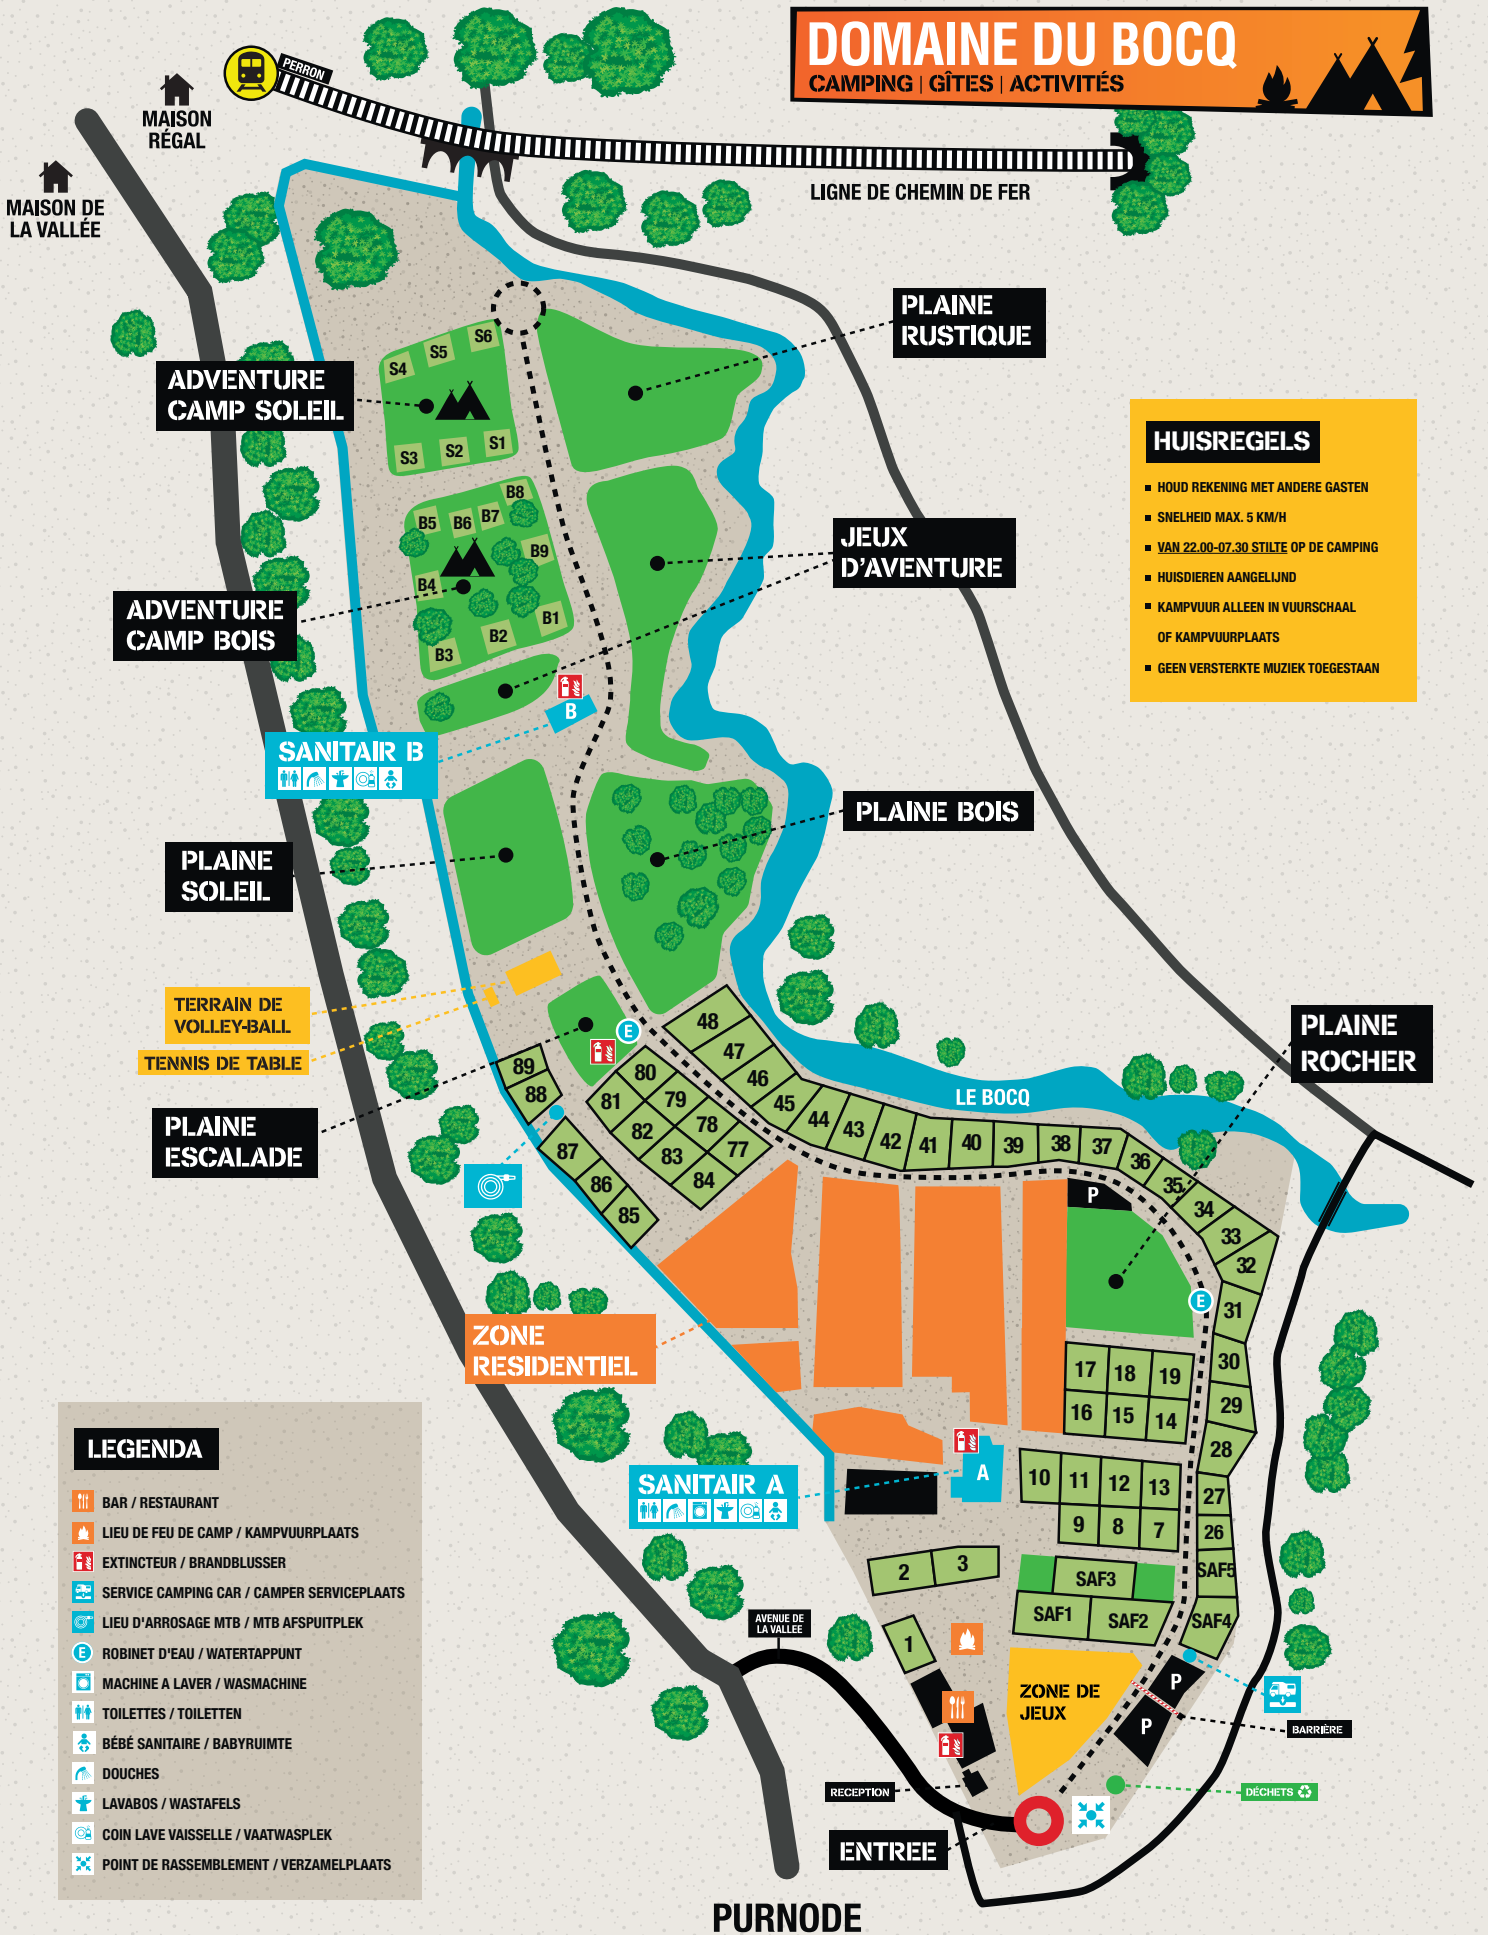 DOMAINE DU BOCQ
CAMPING | GÎTES | ACTIVITÉS
PERRON
MAISON
RÉGAL
MAISON DE
LA VALLÉE
LIGNE DE CHEMIN DE FER
PLAINE
RUSTIQUE
S6
S5
S4
ADVENTURE
CAMP SOLEIL
S1
S2
S3
HUISREGELS
HOUD REKENING MET ANDERE GASTEN
SNELHEID MAX. 5 KM/H
VAN 22.00-07.30 STILTE OP DE CAMPING
HUISDIEREN AANGELIJND
KAMPVUUR ALLEEN IN VUURSCHAAL
OF KAMPVUURPLAATS
GEEN VERSTERKTE MUZIEK TOEGESTAAN
B8
B7
B6
B5
B9
B4
B1
B2
B3
JEUX
D'AVENTURE
ADVENTURE
CAMP BOIS
B
SANITAIR B
PLAINE BOIS
PLAINE
SOLEIL
TERRAIN DE
VOLLEY-BALL
TENNIS DE TABLE
E
PLAINE
ESCALADE
PLAINE
ROCHER
LE BOCQ
48
47
46
45
44
43
42
41
40
39
38
37
36
35
34
33
32
31
30
29
28
27
26
SAF5
SAF4
89
88
87
86
85
80
81
79
82
78
83
77
84
P
E
ZONE
RESIDENTIEL
17
18
19
16
15
14
10
11
12
13
9
8
7
SANITAIR A
A
2
3
SAF3
SAF1
SAF2
1
AVENUE DE
LA VALLEE
ZONE DE
JEUX
P
P
BARRIÈRE
RECEPTION
DÉCHETS
ENTREE
PURNODE
LEGENDA
BAR / RESTAURANT
LIEU DE FEU DE CAMP / KAMPVUURPLAATS
EXTINCTEUR / BRANDBLUSSER
SERVICE CAMPING CAR / CAMPER SERVICEPLAATS
LIEU D'ARROSAGE MTB / MTB AFSPUITPLEK
E ROBINET D'EAU / WATERTAPPUNT
MACHINE A LAVER / WASMACHINE
TOILETTES / TOILETTEN
BÉBÉ SANITAIRE / BABYRUIMTE
DOUCHES
LAVABOS / WASTAFELS
COIN LAVE VAISSELLE / VAATWASPLEK
POINT DE RASSEMBLEMENT / VERZAMELPLAATS